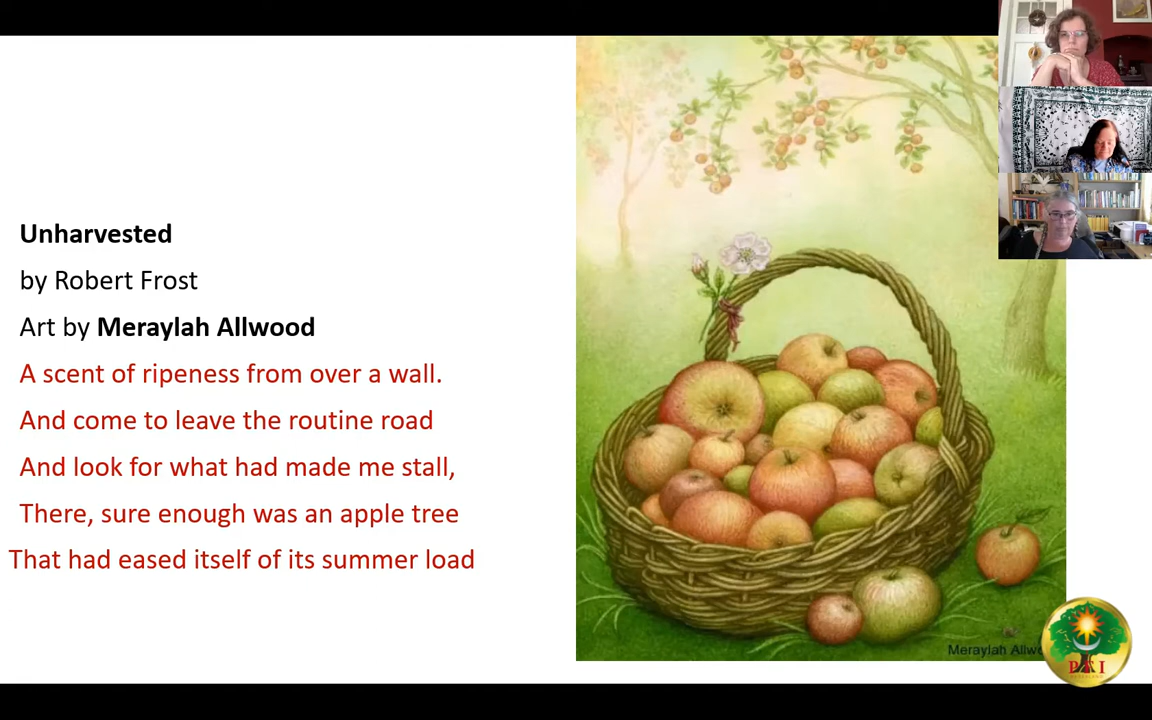 Unharvested
by Robert Frost
Art by Meraylah Allwood
A scent of ripeness from over a wall.
And come to leave the routine road
And look for what had made me stall,
There, sure enough was an apple tree
That had eased itself of its summer load
Meraylah Allwo